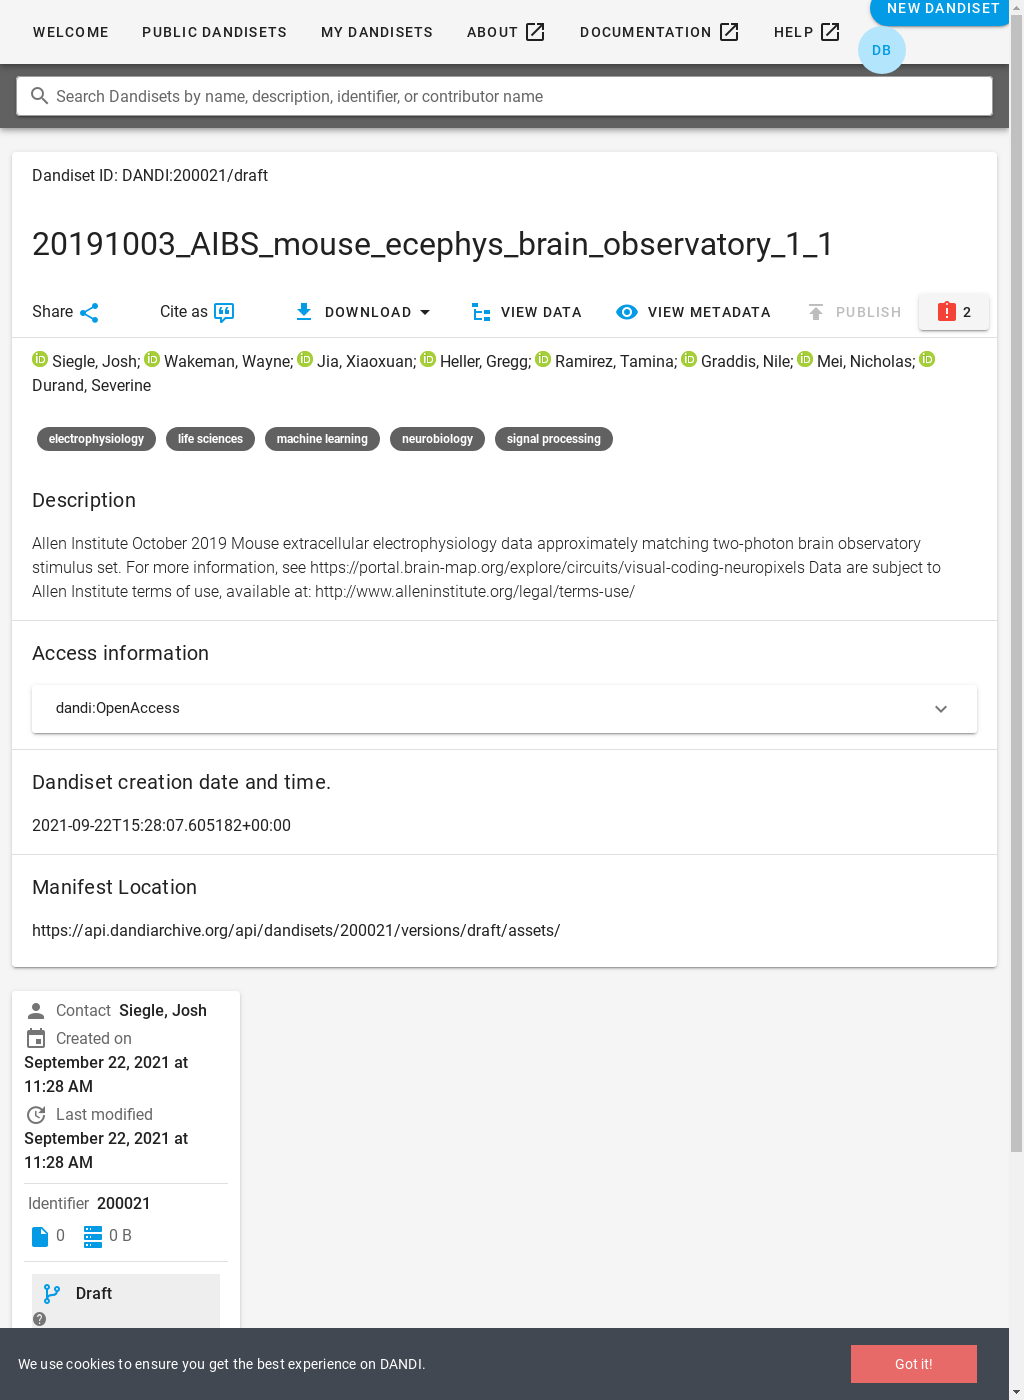 NEW DANDISET
WELCOME PUBLIC DANDISETS MY DANDISETS ABOUT DOCUMENTATION HELP
DB
Search Dandisets by name, description, identifier, or contributor name
Dandiset ID: DANDI:200021/draft
20191003_AIBS_mouse_ecephys_brain_observatory_1_1
Share Cite as DOWNLOAD VIEW DATA VIEW METADATA PUBLISH 2
Siegle, Josh; Wakeman, Wayne; Jia, Xiaoxuan; Heller, Gregg; Ramirez, Tamina; Graddis, Nile; Mei, Nicholas;
Durand, Severine
electrophysiology life sciences machine learning neurobiology signal processing
Description
Allen Institute October 2019 Mouse extracellular electrophysiology data approximately matching two-photon brain observatory
stimulus set. For more information, see https://portal.brain-map.org/explore/circuits/visual-coding-neuropixels Data are subject to
Allen Institute terms of use, available at: http://www.alleninstitute.org/legal/terms-use/
Access information
dandi:OpenAccess
Dandiset creation date and time.
2021-09-22T15:28:07.605182+00:00
Manifest Location
https://api.dandiarchive.org/api/dandisets/200021/versions/draft/assets/
Contact Siegle, Josh
Created on
September 22, 2021 at
11:28 AM
Last modified
September 22, 2021 at
11:28 AM
Identifier 200021
0 0 B
Draft
We use cookies to ensure you get the best experience on DANDI.
Got it!